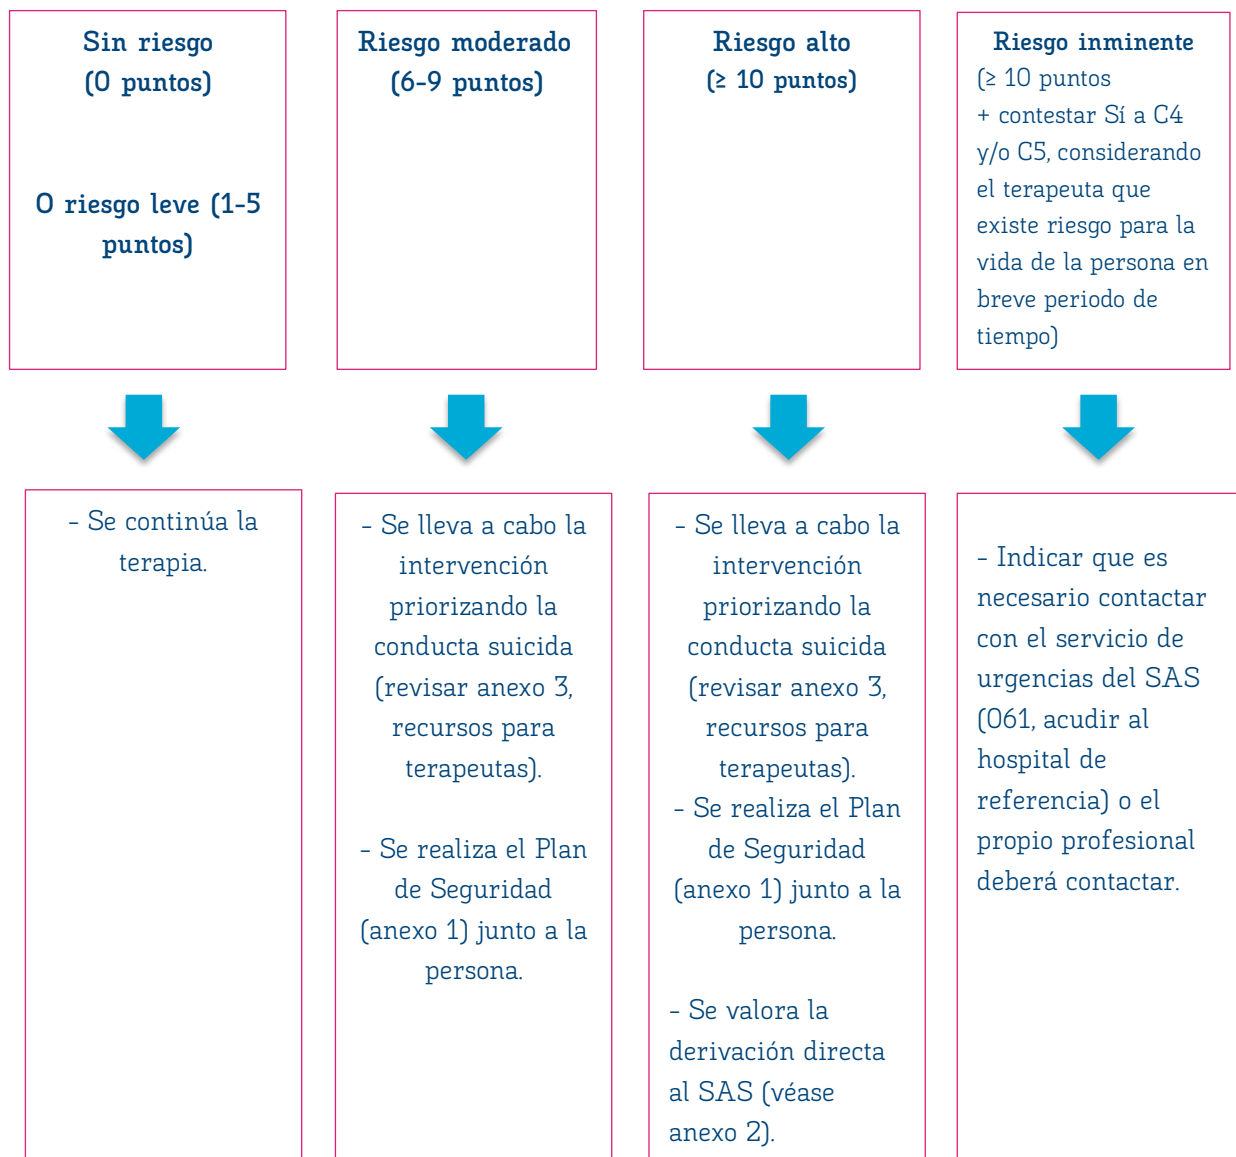 Sin riesgo
(0 puntos)
O riesgo leve (1-5
puntos)
Riesgo moderado
(6-9 puntos)
Riesgo alto
(≥ 10 puntos)
Riesgo inminente
(≥ 10 puntos
+ contestar Sí a C4
y/o C5, considerando
el terapeuta que
existe riesgo para la
vida de la persona en
breve periodo de
tiempo)
- Se continúa la
terapia.
- Se lleva a cabo la
intervención
priorizando la
conducta suicida
(revisar anexo 3,
recursos para
terapeutas).
- Se realiza el Plan
de Seguridad
(anexo 1) junto a la
persona.
- Se lleva a cabo la
intervención
priorizando la
conducta suicida
(revisar anexo 3,
recursos para
terapeutas).
- Se realiza el Plan
de Seguridad
(anexo 1) junto a la
persona.
- Se valora la
derivación directa
al SAS (véase
anexo 2).
- Indicar que es
necesario contactar
con el servicio de
urgencias del SAS
(061, acudir al
hospital de
referencia) o el
propio profesional
deberá contactar.